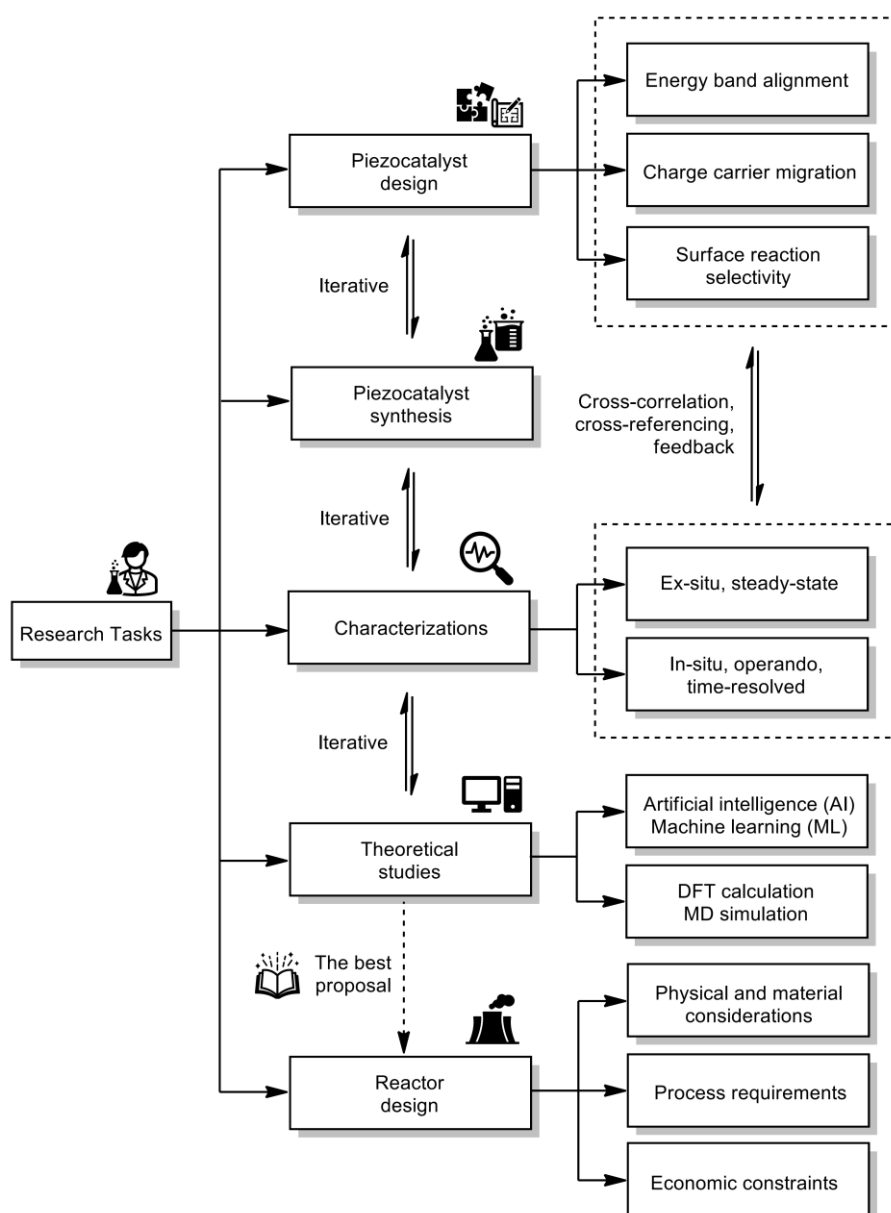 Energy band alignment
Piezocatalyst
design
Charge carrier migration
Surface reaction
selectivity
Iterative
Piezocatalyst
synthesis
Cross-correlation,
cross-referencing,
feedback
Iterative
Research Tasks
Characterizations
Ex-situ, steady-state
In-situ, operando,
time-resolved
Iterative
Theoretical
studies
Artificial intelligence (AI)
Machine learning (ML)
DFT calculation
MD simulation
The best
proposal
Physical and material
considerations
Reactor
design
Process requirements
Economic constraints